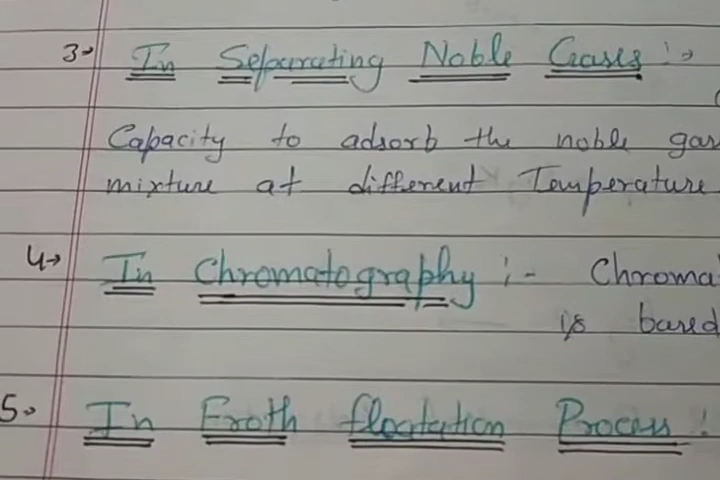 3→ In Separating Noble Gases :→
Capacity to adsorb the noble gas
mixture at different Temperature
4→ In Chromatography :- Chroma
is based
5→ In Froth floatation Process :